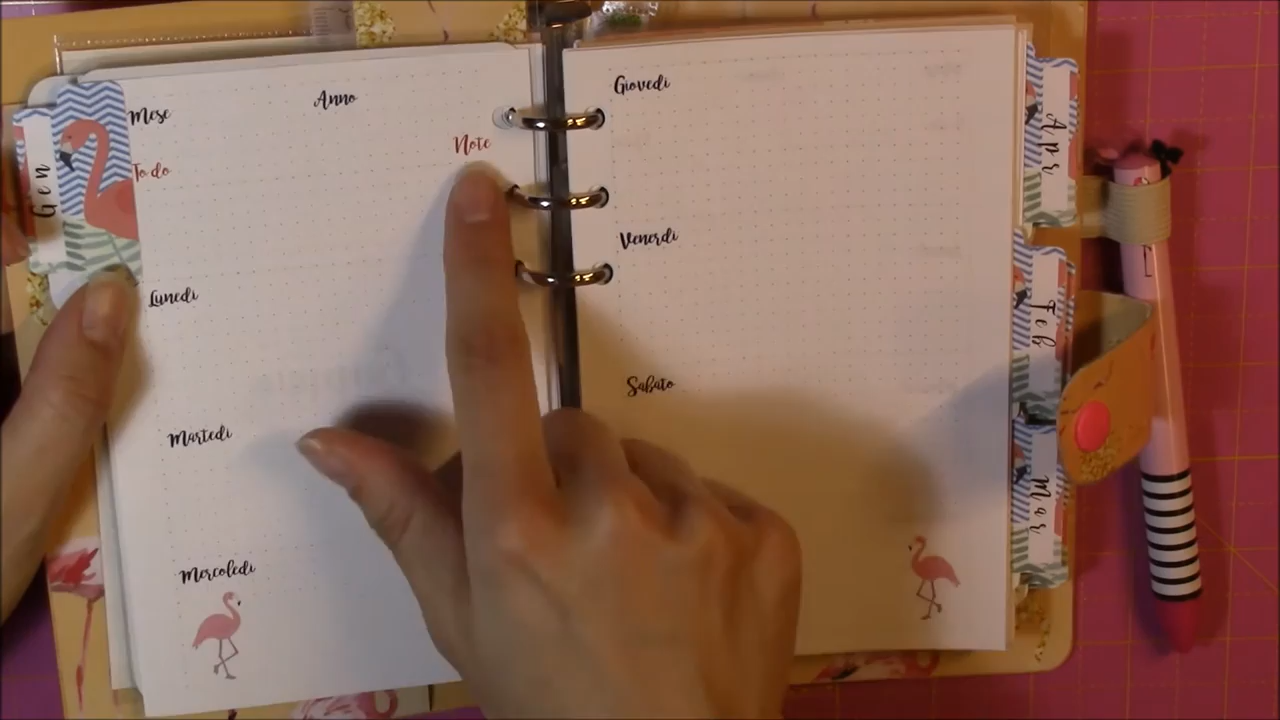 Gen
Mese
Anno
Note
To do
Lunedì
Martedì
Mercoledì
Giovedì
Venerdì
Sabato
Apr
Feb
Mar